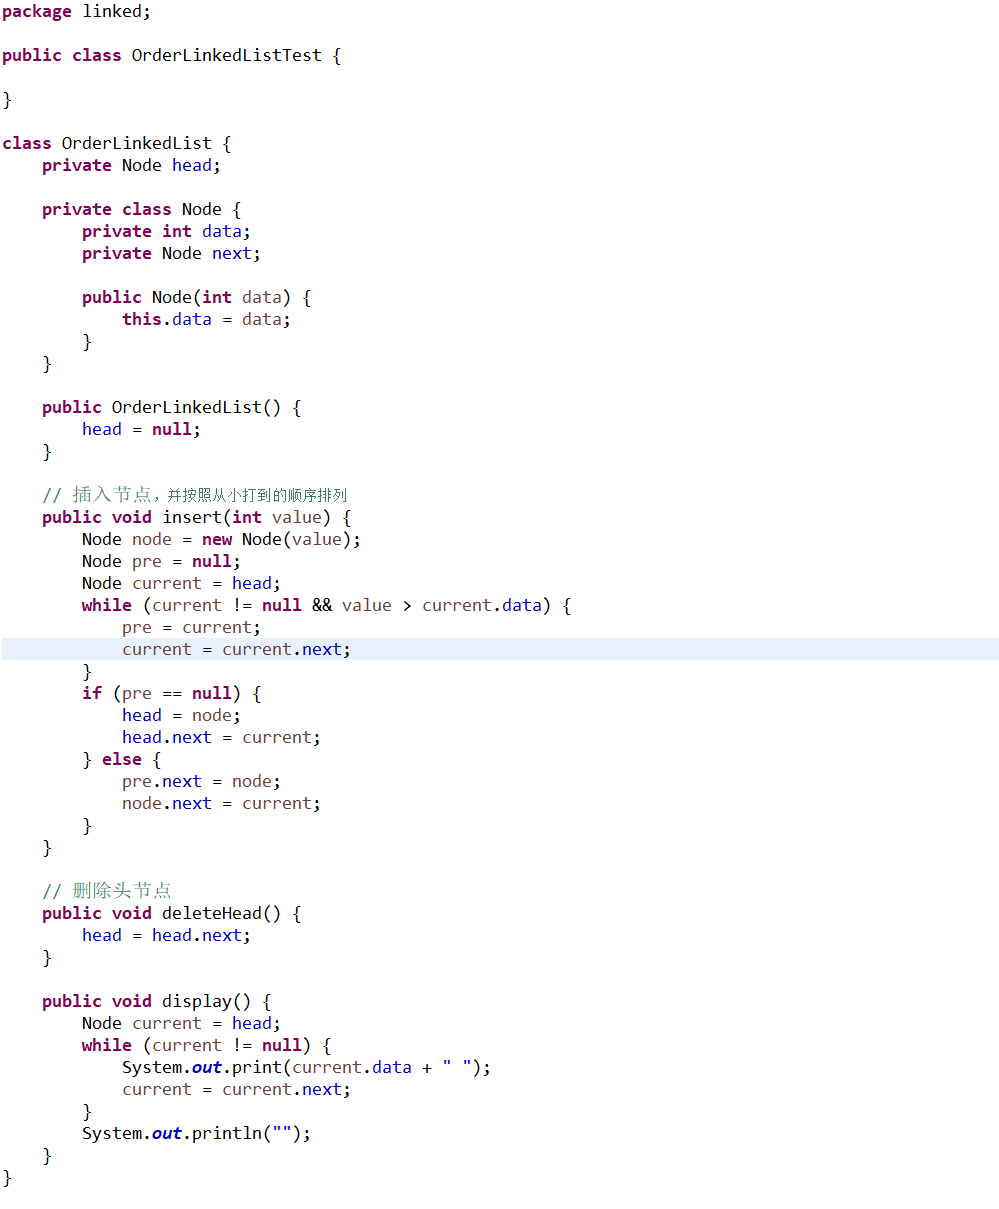 package linked;
public class OrderLinkedListTest {
}
class OrderLinkedList {
    private Node head;
    private class Node {
        private int data;
        private Node next;
        public Node(int data) {
            this.data = data;
        }
    }
    public OrderLinkedList() {
        head = null;
    }
    // 插入节点，并按照从小打到的顺序排列
    public void insert(int value) {
        Node node = new Node(value);
        Node pre = null;
        Node current = head;
        while (current != null && value > current.data) {
            pre = current;
            current = current.next;
        }
        if (pre == null) {
            head = node;
            head.next = current;
        } else {
            pre.next = node;
            node.next = current;
        }
    }
    // 删除头节点
    public void deleteHead() {
        head = head.next;
    }
    public void display() {
        Node current = head;
        while (current != null) {
            System.out.print(current.data + " ");
            current = current.next;
        }
        System.out.println("");
    }
}